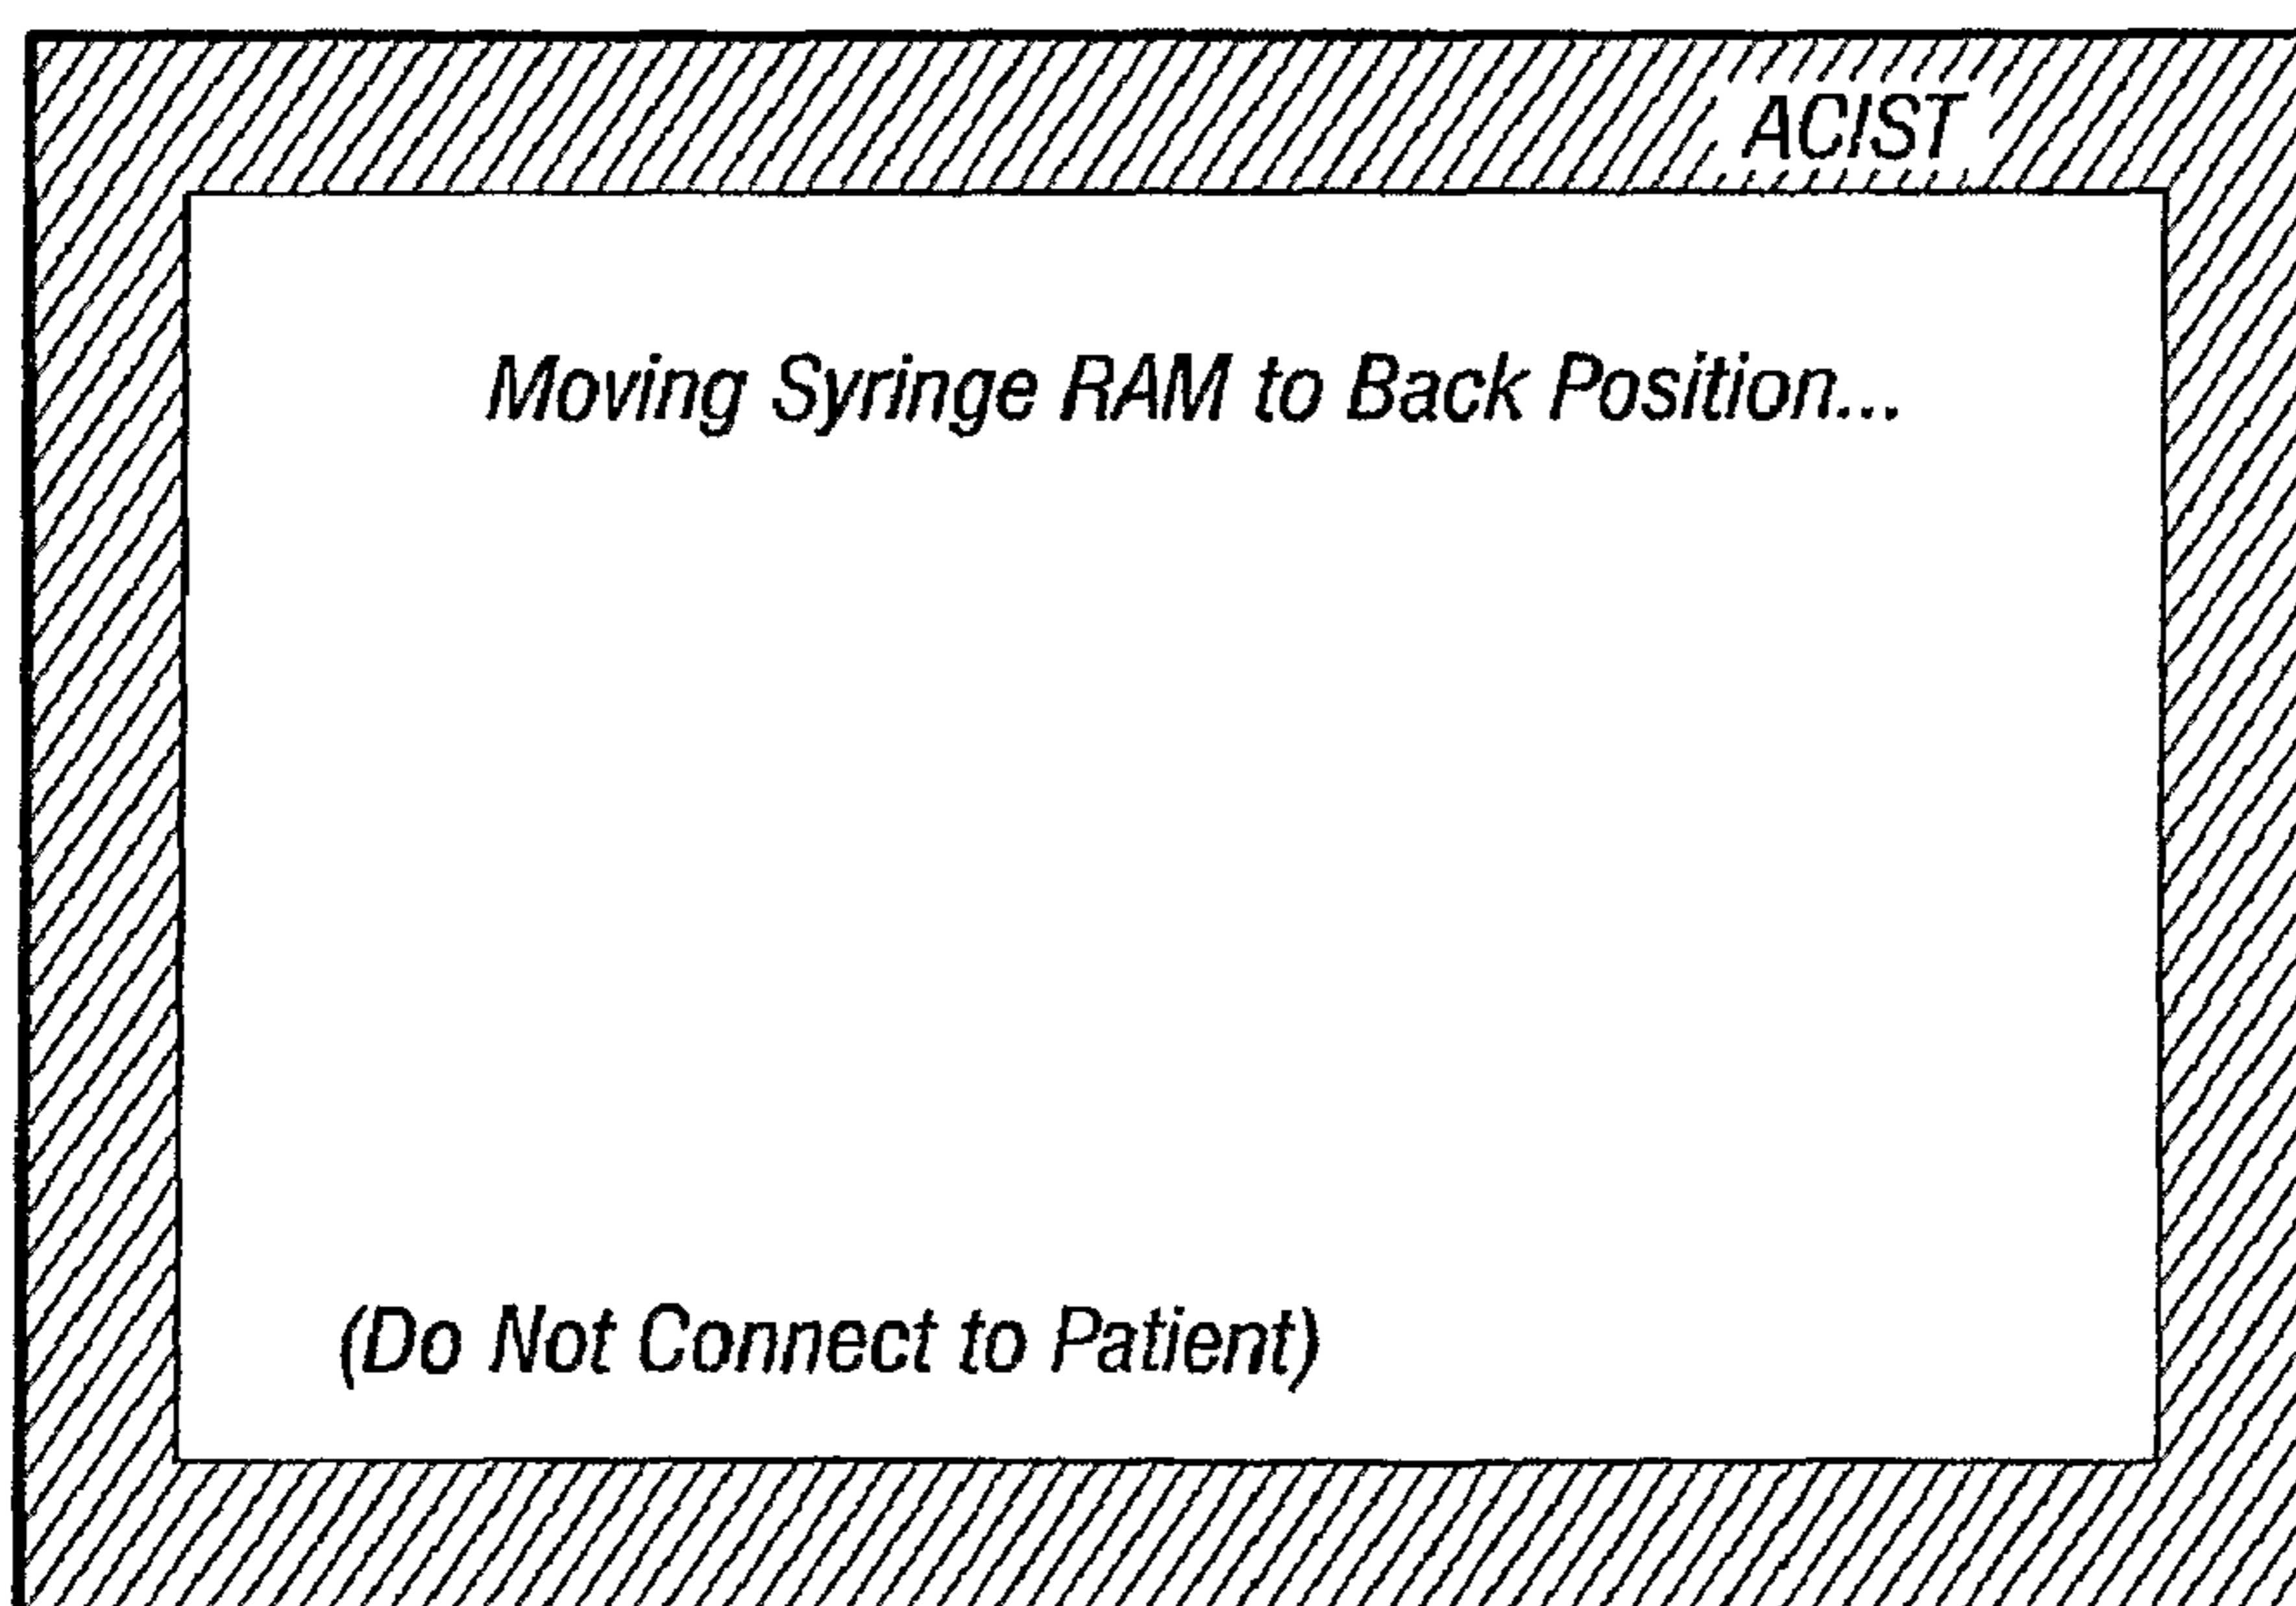 ACIST
Moving Syringe RAM to Back Position...
(Do Not Connect to Patient)